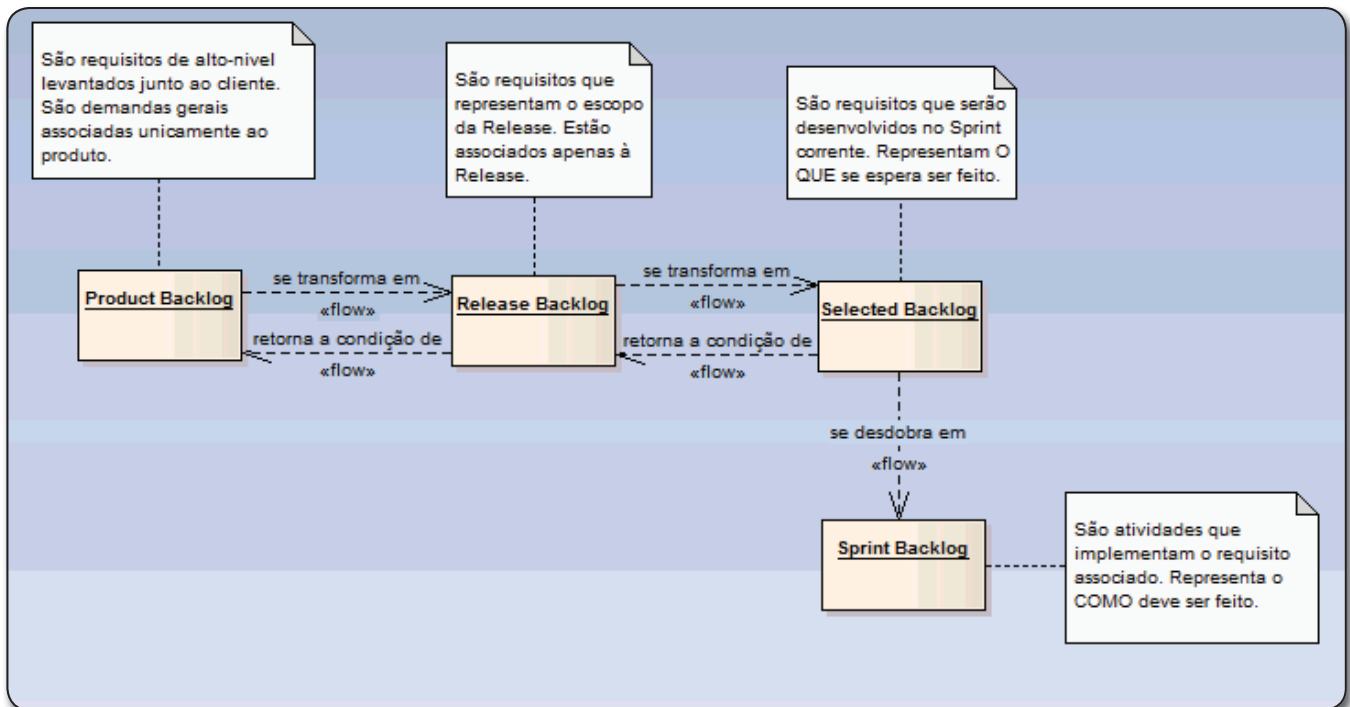 São requisitos de alto-nivel
levantados junto ao cliente.
São demandas gerais
associadas unicamente ao
produto.
São requisitos que
representam o escopo
da Release. Estão
associados apenas à
Release.
São requisitos que serão
desenvolvidos no Sprint
corrente. Representam O
QUE se espera ser feito.
Product Backlog
se transforma em
«flow»
retorna a condição de
«flow»
Release Backlog
se transforma em
«flow»
retorna a condição de
«flow»
Selected Backlog
se desdobra em
«flow»
Sprint Backlog
São atividades que
implementam o requisito
associado. Representa o
COMO deve ser feito.